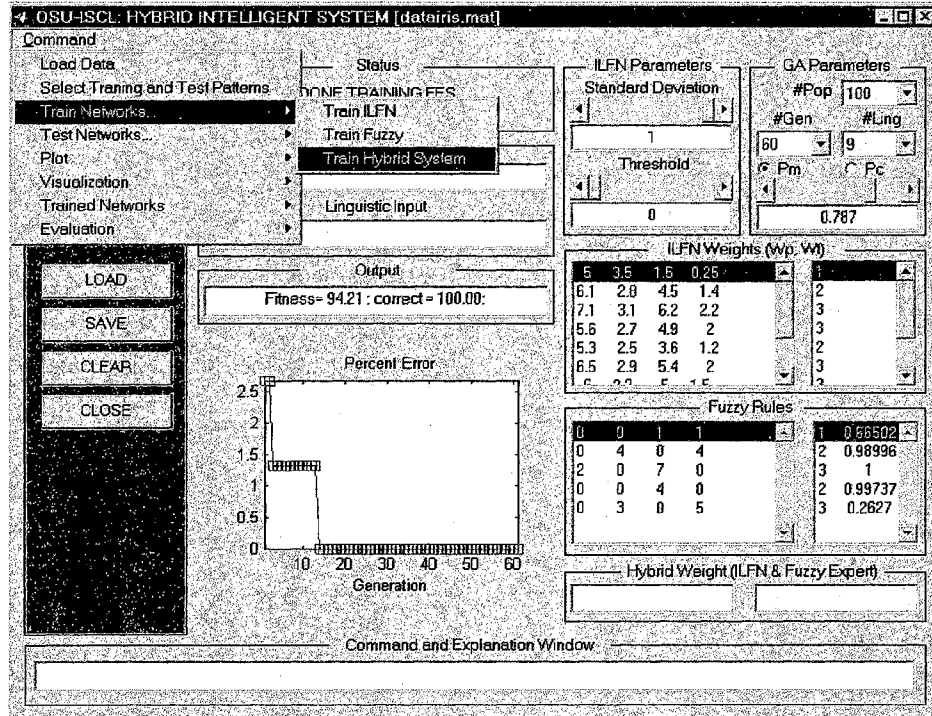 OSU-ISCL: HYBRID INTELLIGENT SYSTEM [datairis.mat]
Command
Load Data
Select Traning and Test Patterns
Train Networks...
Test Networks...
Plot
Visualization
Trained Networks
Evaluation
Train ILFN
Train Fuzzy
Train Hybrid System
Status
DONE TRAINING FES
Linguistic Input
Output
Fitness= 94.21 : correct = 100.00:
LOAD
SAVE
CLEAR
CLOSE
ILFN Parameters
Standard Deviation
1
Threshold
0
GA Parameters
#Pop 100
#Gen #Ling
60 9
Pm Pc
0.787
ILFN Weights (Wp, Wt)
5 3.5 1.6 0.25 1
6.1 2.8 4.5 1.4 2
7.1 3.1 6.2 2.2 3
5.6 2.7 4.9 2 3
5.3 2.5 3.6 1.2 2
6.5 2.9 5.4 2 3
Fuzzy Rules
0 0 1 1 1 0.66502
0 4 0 4 2 0.98996
2 0 7 0 3 1
0 0 4 0 2 0.99737
0 3 0 5 3 0.2627
Hybrid Weight (ILFN & Fuzzy Expert)
Percent Error
2.5
2
1.5
1
0.5
0
10 20 30 40 50 60
Generation
Command and Explanation Window